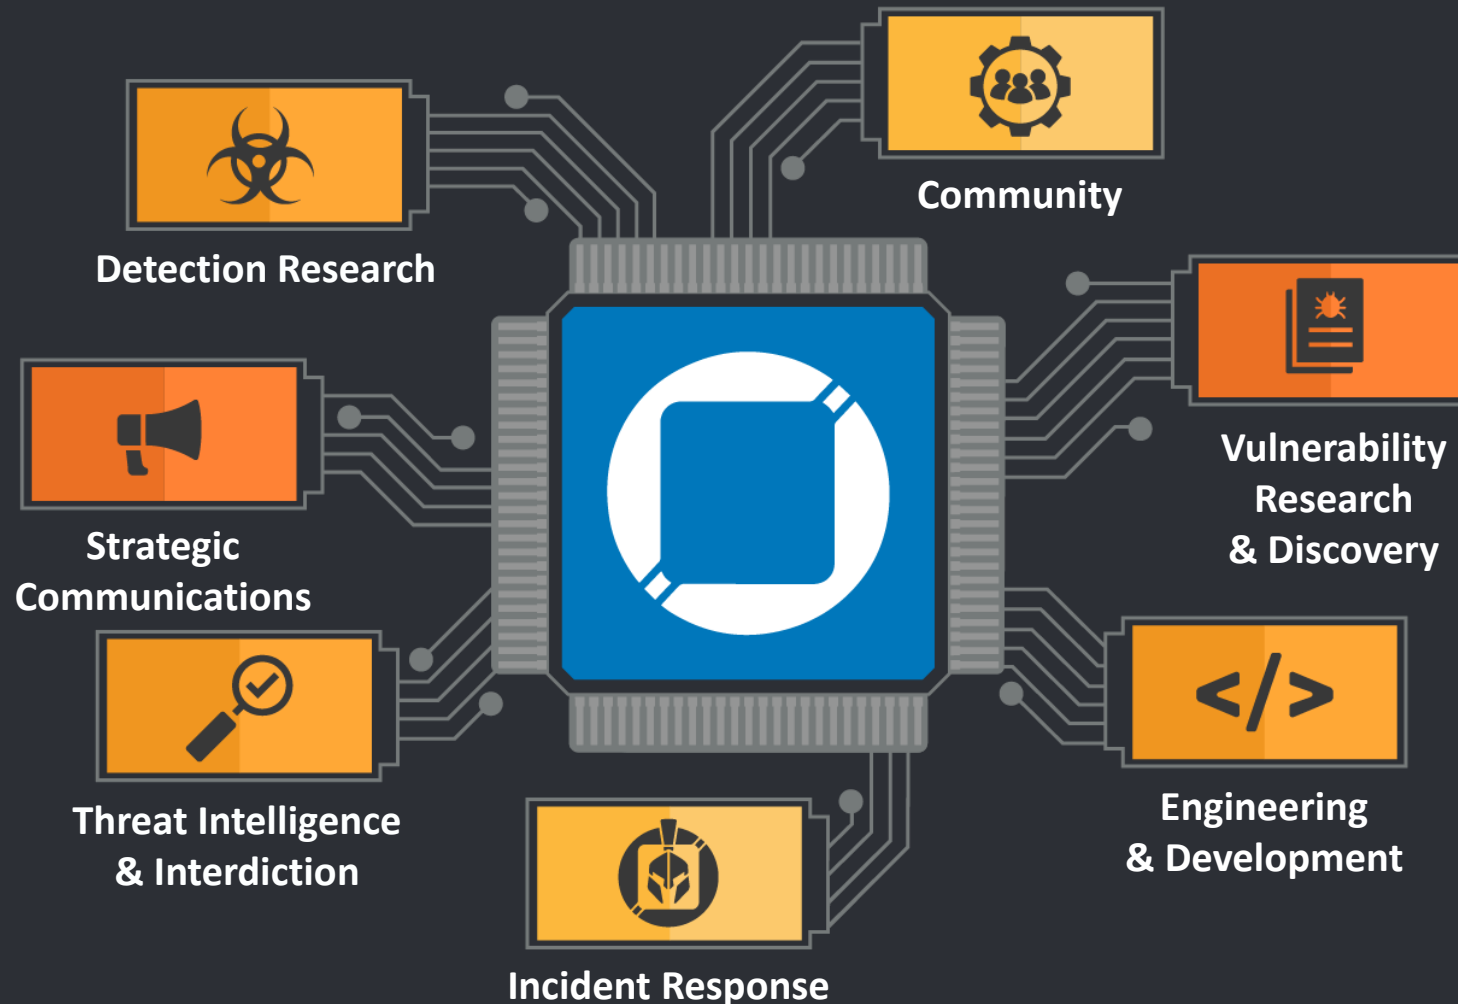 Community
Detection Research
Vulnerability
Research
& Discovery
Strategic
Communications
Threat Intelligence
& Interdiction
Engineering
& Development
Incident Response